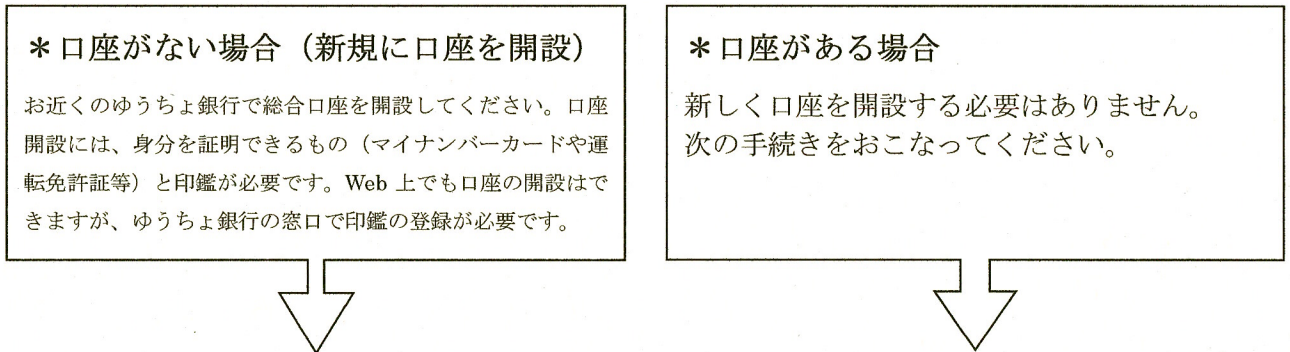 ＊口座がない場合（新規に口座を開設）
お近くのゆうちょ銀行で総合口座を開設してください。口座
開設には、身分を証明できるもの（マイナンバーカードや運
転免許証等）と印鑑が必要です。Web 上でも口座の開設はで
きますが、ゆうちょ銀行の窓口で印鑑の登録が必要です。
＊口座がある場合
新しく口座を開設する必要はありません。
次の手続きをおこなってください。